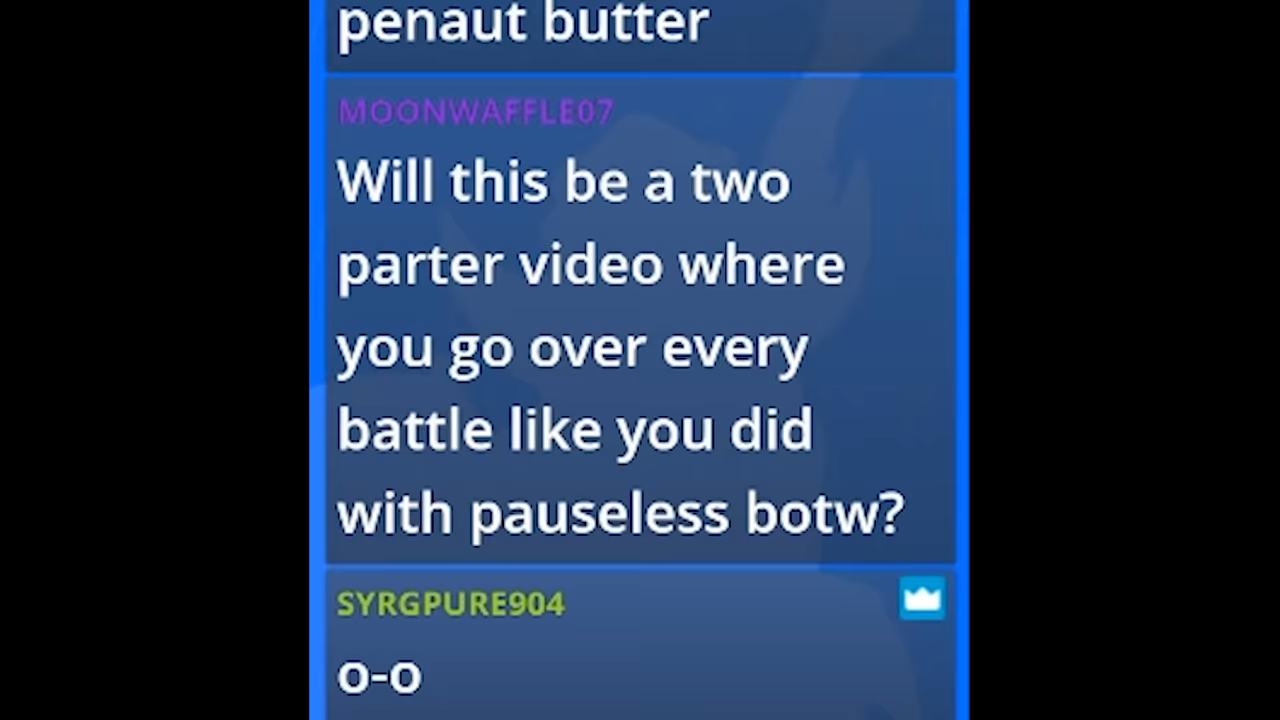 penaut butter
MOONWAFFLE07
Will this be a two
parter video where
you go over every
battle like you did
with pauseless botw?
SYRGPURE904
o-o